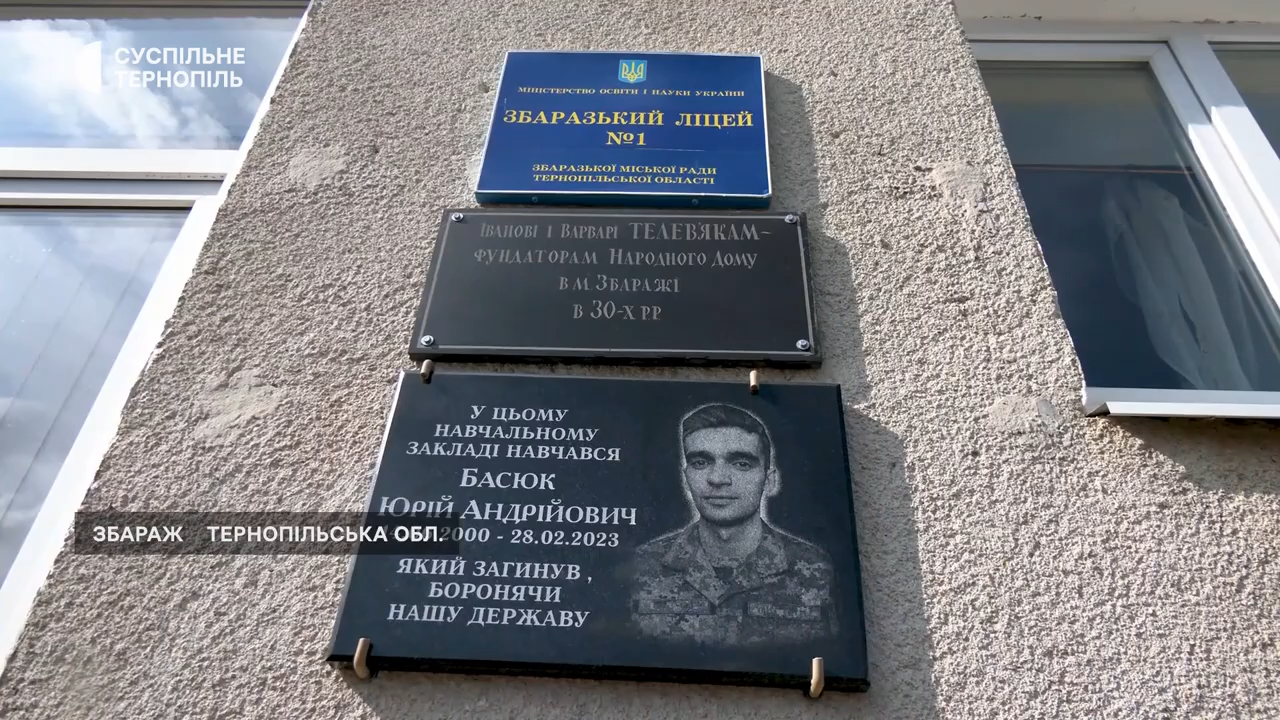 СУСПІЛЬНЕ
ТЕРНОПІЛЬ
МІНІСТЕРСТВО ОСВІТИ І НАУКИ УКРАЇНИ
ЗБАРАЗЬКИЙ ЛІЦЕЙ
№1
ЗБАРАЗЬКОЇ МІСЬКОЇ РАДИ
ТЕРНОПІЛЬСЬКОЇ ОБЛАСТІ
ІВАНОВІ І ВАРВАРІ ТЕЛЕВ'ЯКАМ–
ФУНДАТОРАМ НАРОДНОГО ДОМУ
В М. ЗБАРАЖІ
В 30-Х Р.Р.
У ЦЬОМУ
НАВЧАЛЬНОМУ
ЗАКЛАДІ НАВЧАВСЯ
БАСЮК
ЮРІЙ АНДРІЙОВИЧ
2000 - 28.02.2023
ЗБАРАЖ ТЕРНОПІЛЬСЬКА ОБЛ.
ЯКИЙ ЗАГИНУВ ,
БОРОНЯЧИ
НАШУ ДЕРЖАВУ